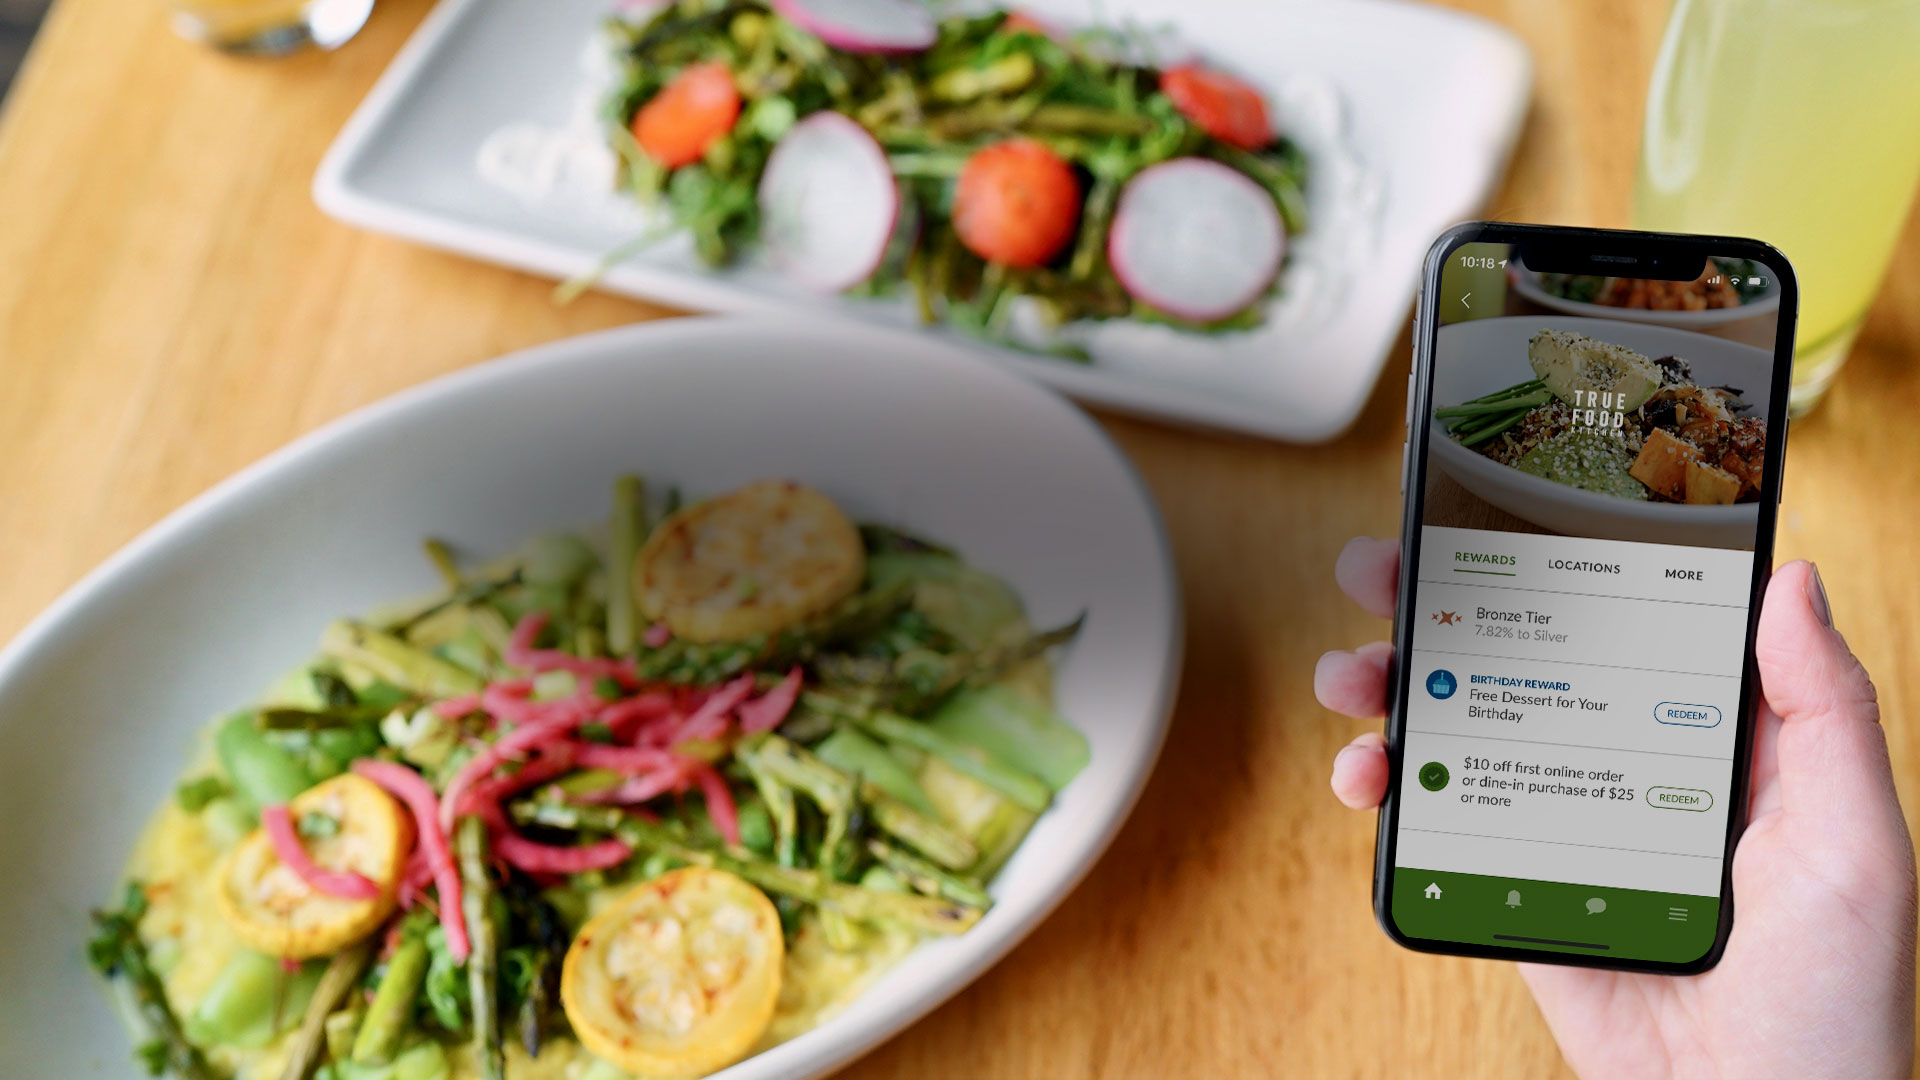 10:18
TRUE
FOOD
KITCHEN
REWARDS LOCATIONS MORE
Bronze Tier
7.82% to Silver
BIRTHDAY REWARD
Free Dessert for Your
Birthday
REDEEM
$10 off first online order
or dine-in purchase of $25
or more
REDEEM